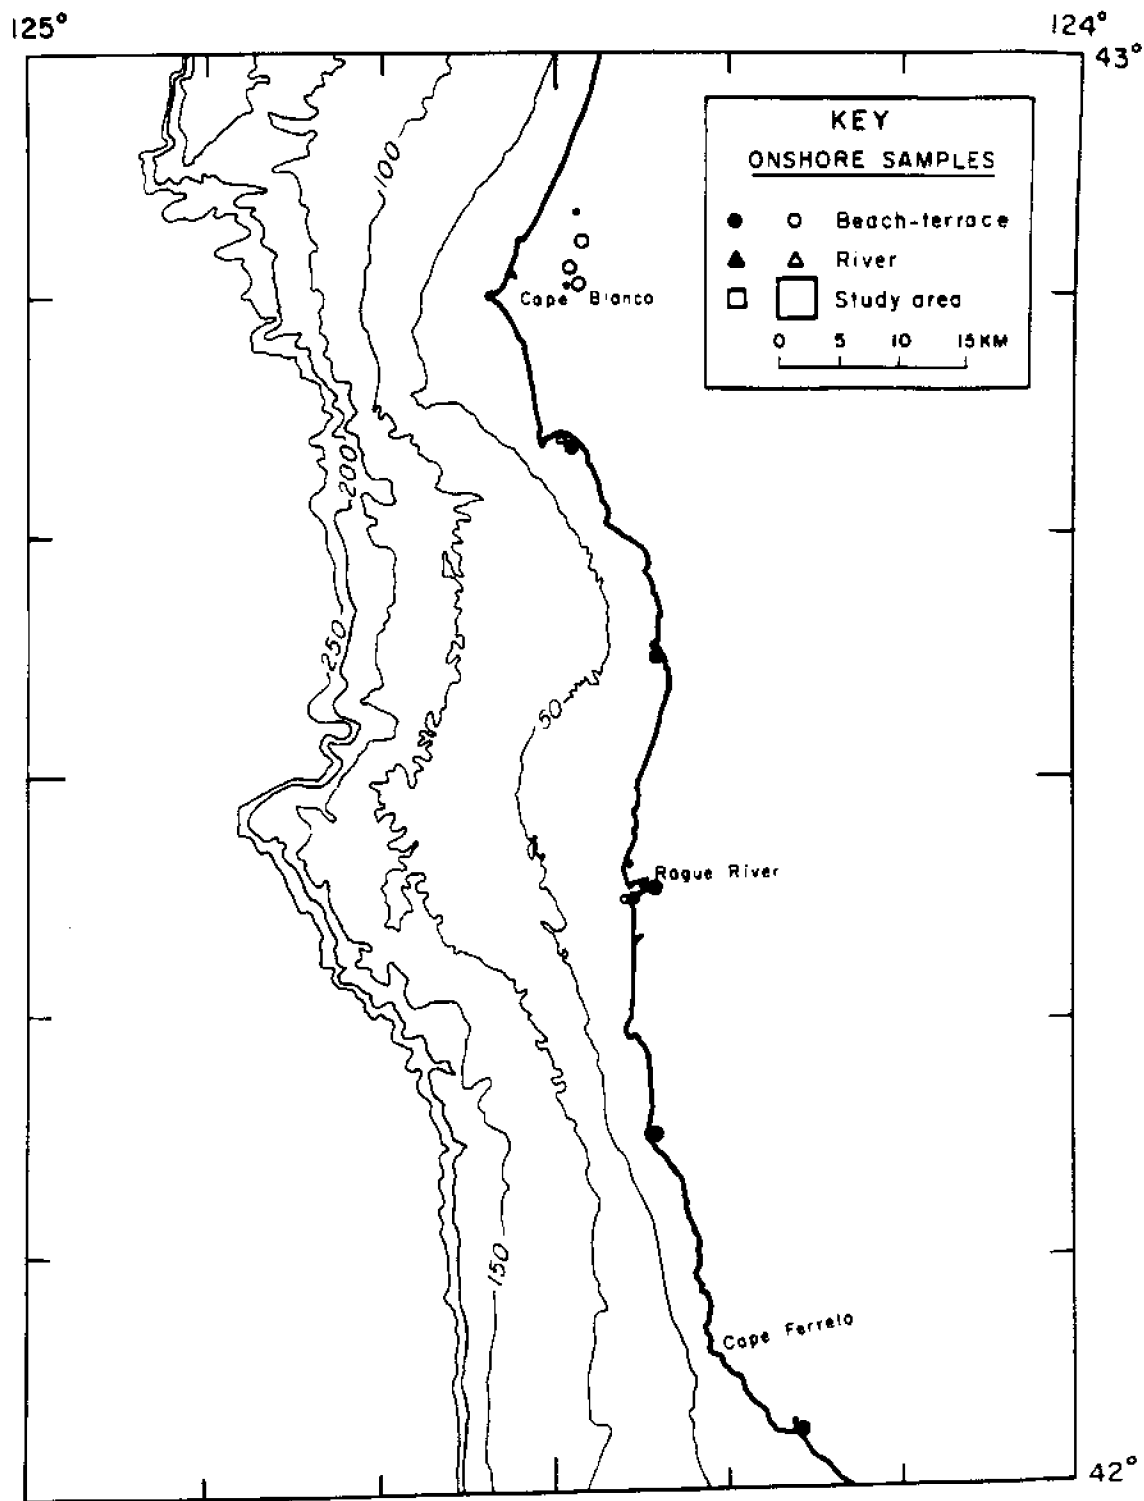 125° 124°
43°
KEY
ONSHORE SAMPLES
Beach-terrace
River
Study area
0 5 10 15 KM
100
Cape Blanco
200
250
50
Rogue River
150
Cape Ferrelo
42°